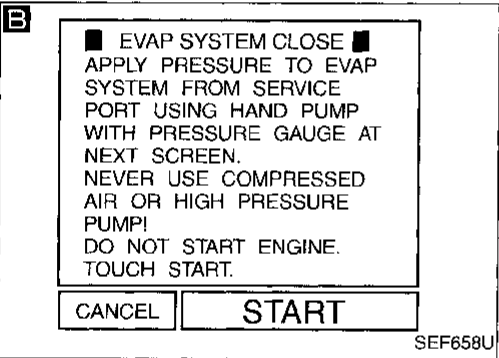 B
■ EVAP SYSTEM CLOSE ■
APPLY PRESSURE TO EVAP
SYSTEM FROM SERVICE
PORT USING HAND PUMP
WITH PRESSURE GAUGE AT
NEXT SCREEN.
NEVER USE COMPRESSED
AIR OR HIGH PRESSURE
PUMP!
DO NOT START ENGINE.
TOUCH START.
CANCEL START
SEF658U